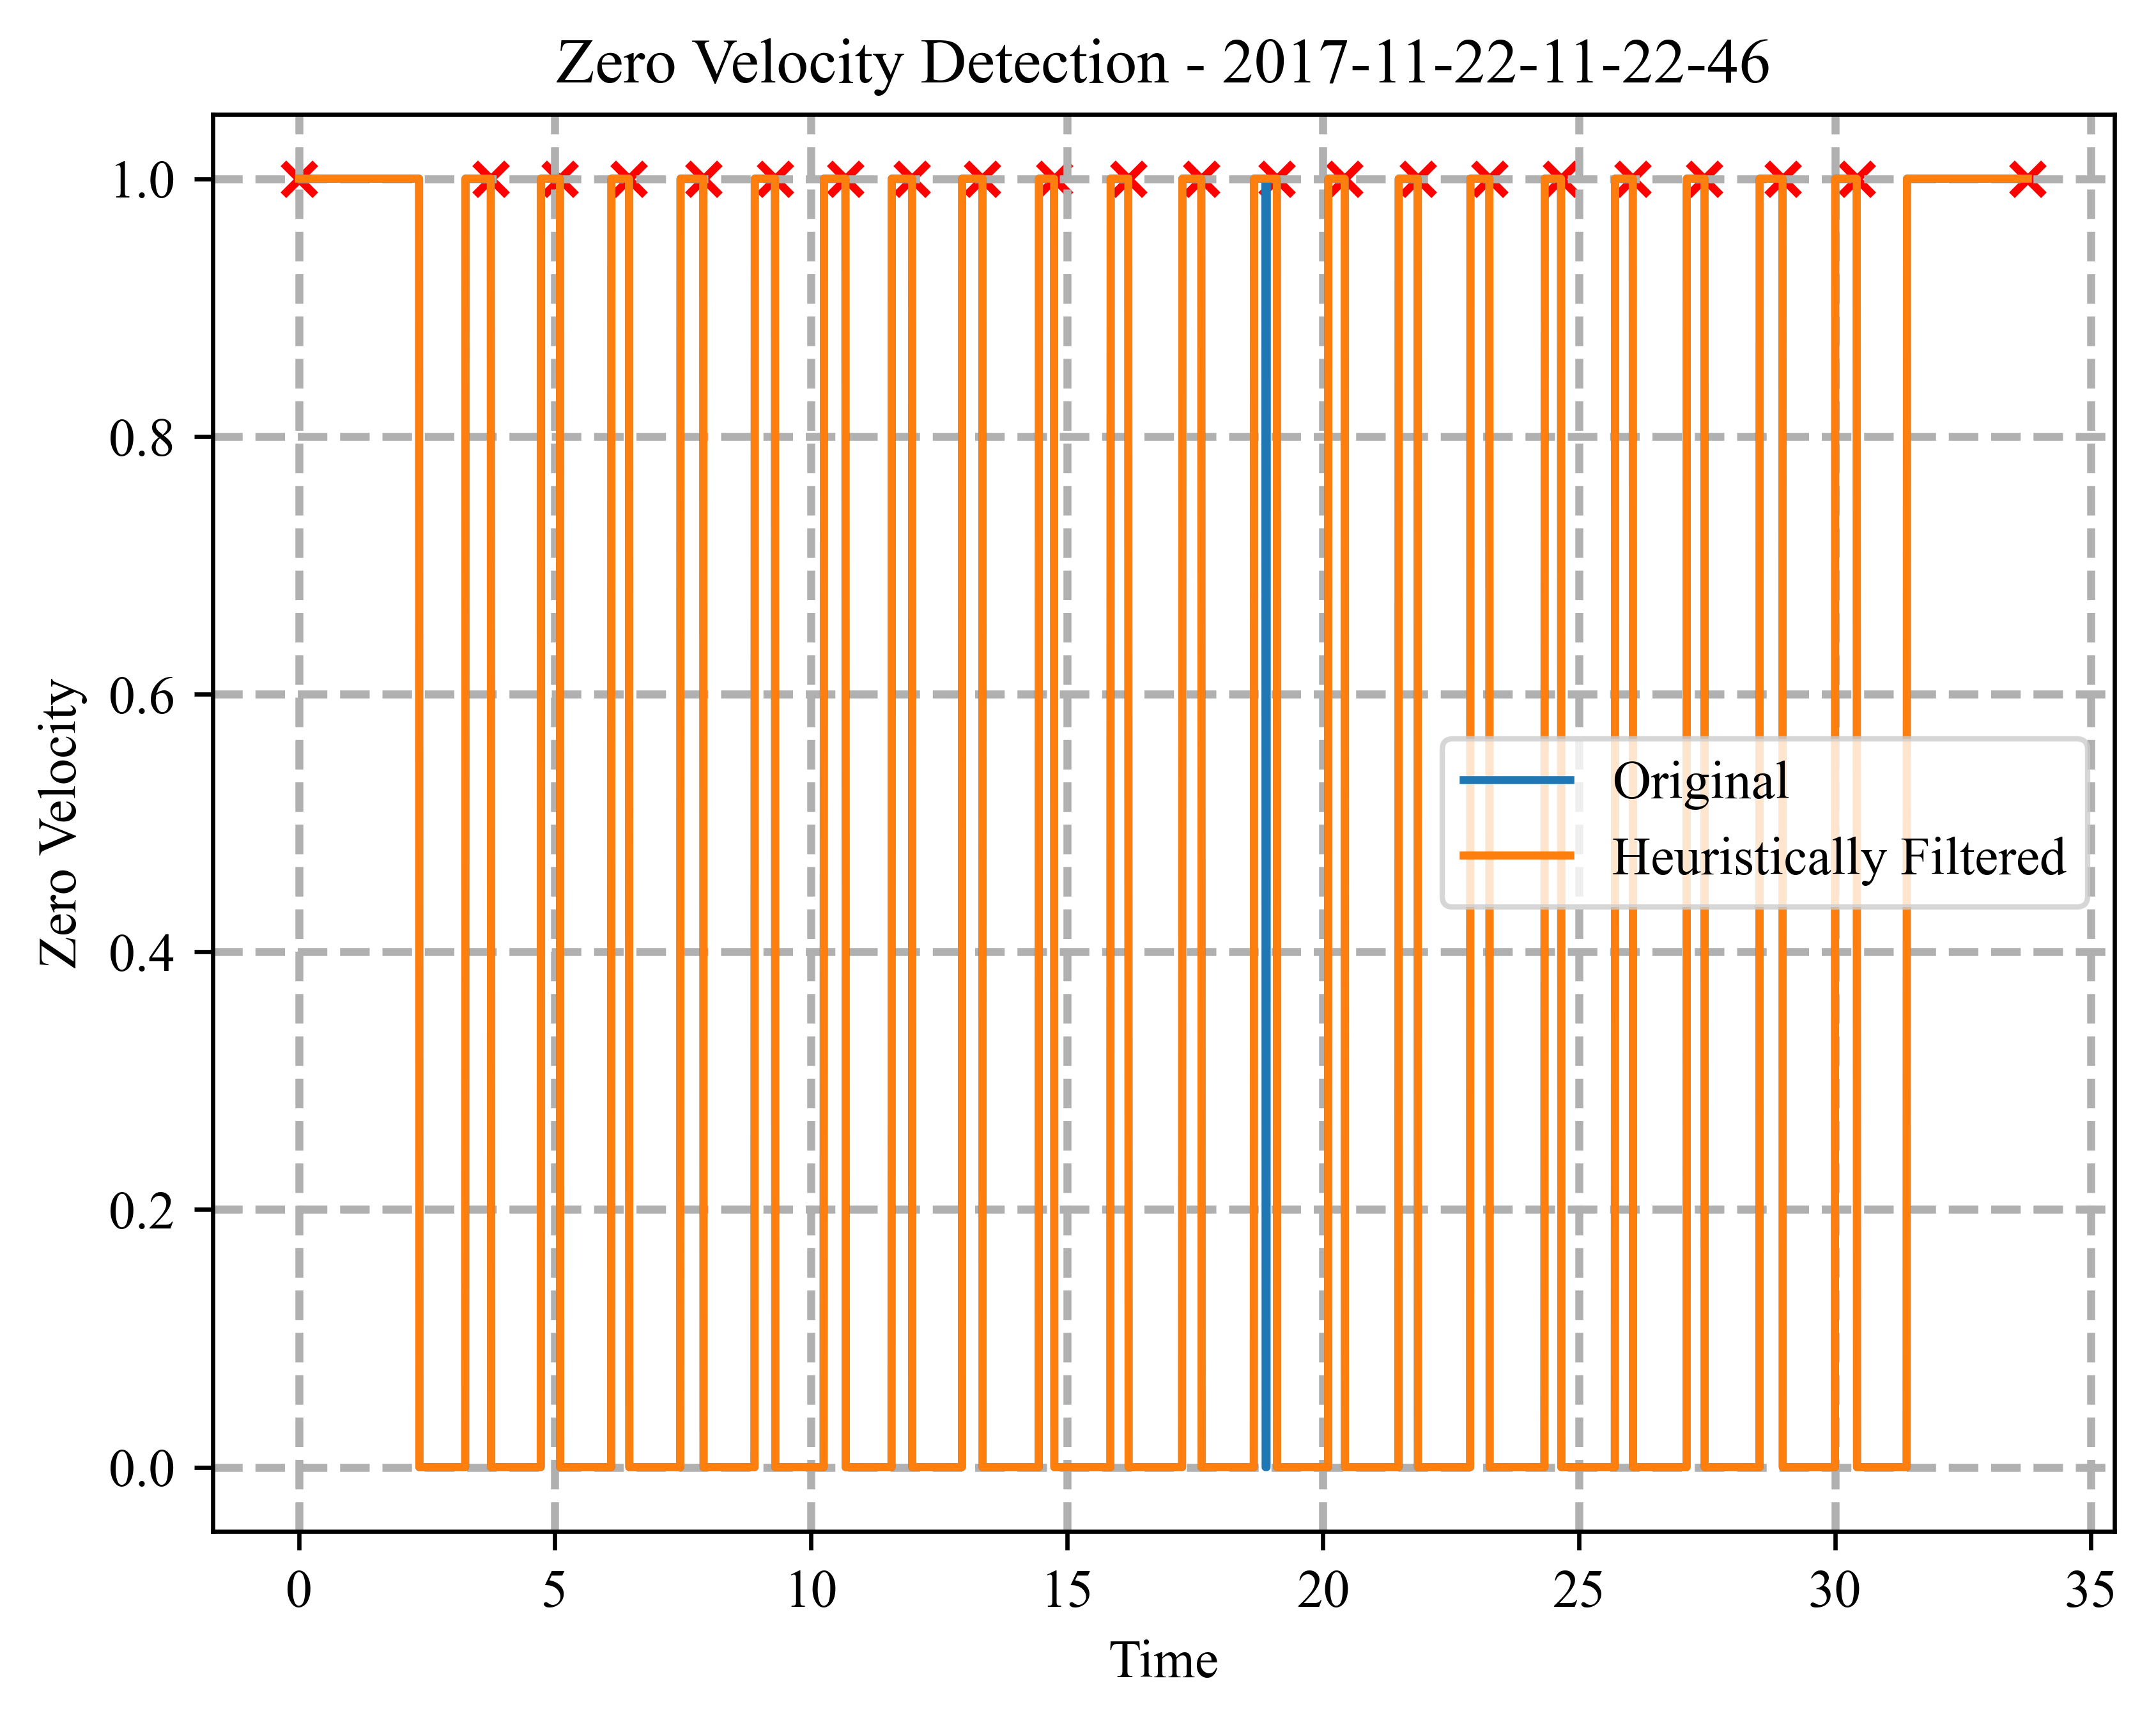 Zero Velocity Detection - 2017-11-22-11-22-46
1.0
0.8
0.6
0.4
0.2
0.0
Zero Velocity
Original
Heuristically Filtered
0 5 10 15 20 25 30 35
Time